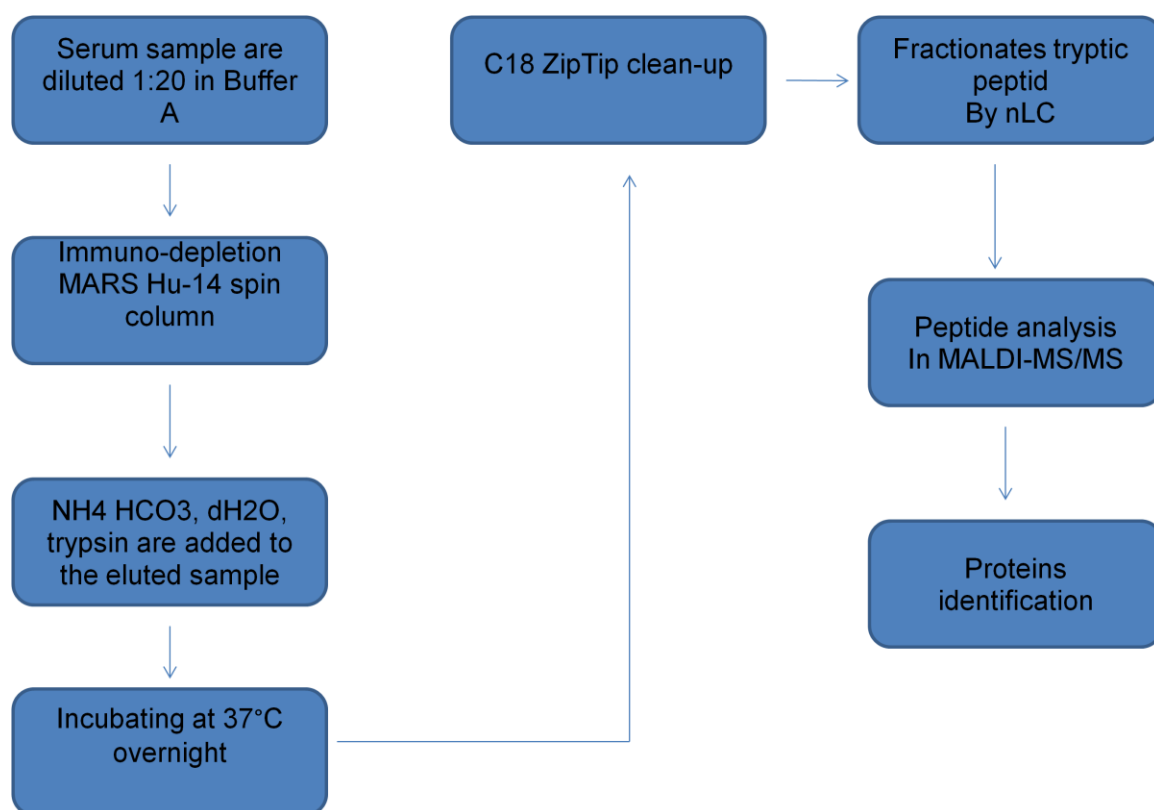 Serum sample are
diluted 1:20 in Buffer
A
Immuno-depletion
MARS Hu-14 spin
column
NH4 HCO3, dH2O,
trypsin are added to
the eluted sample
Incubating at 37°C
overnight
C18 ZipTip clean-up
Fractionates tryptic
peptid
By nLC
Peptide analysis
In MALDI-MS/MS
Proteins
identification